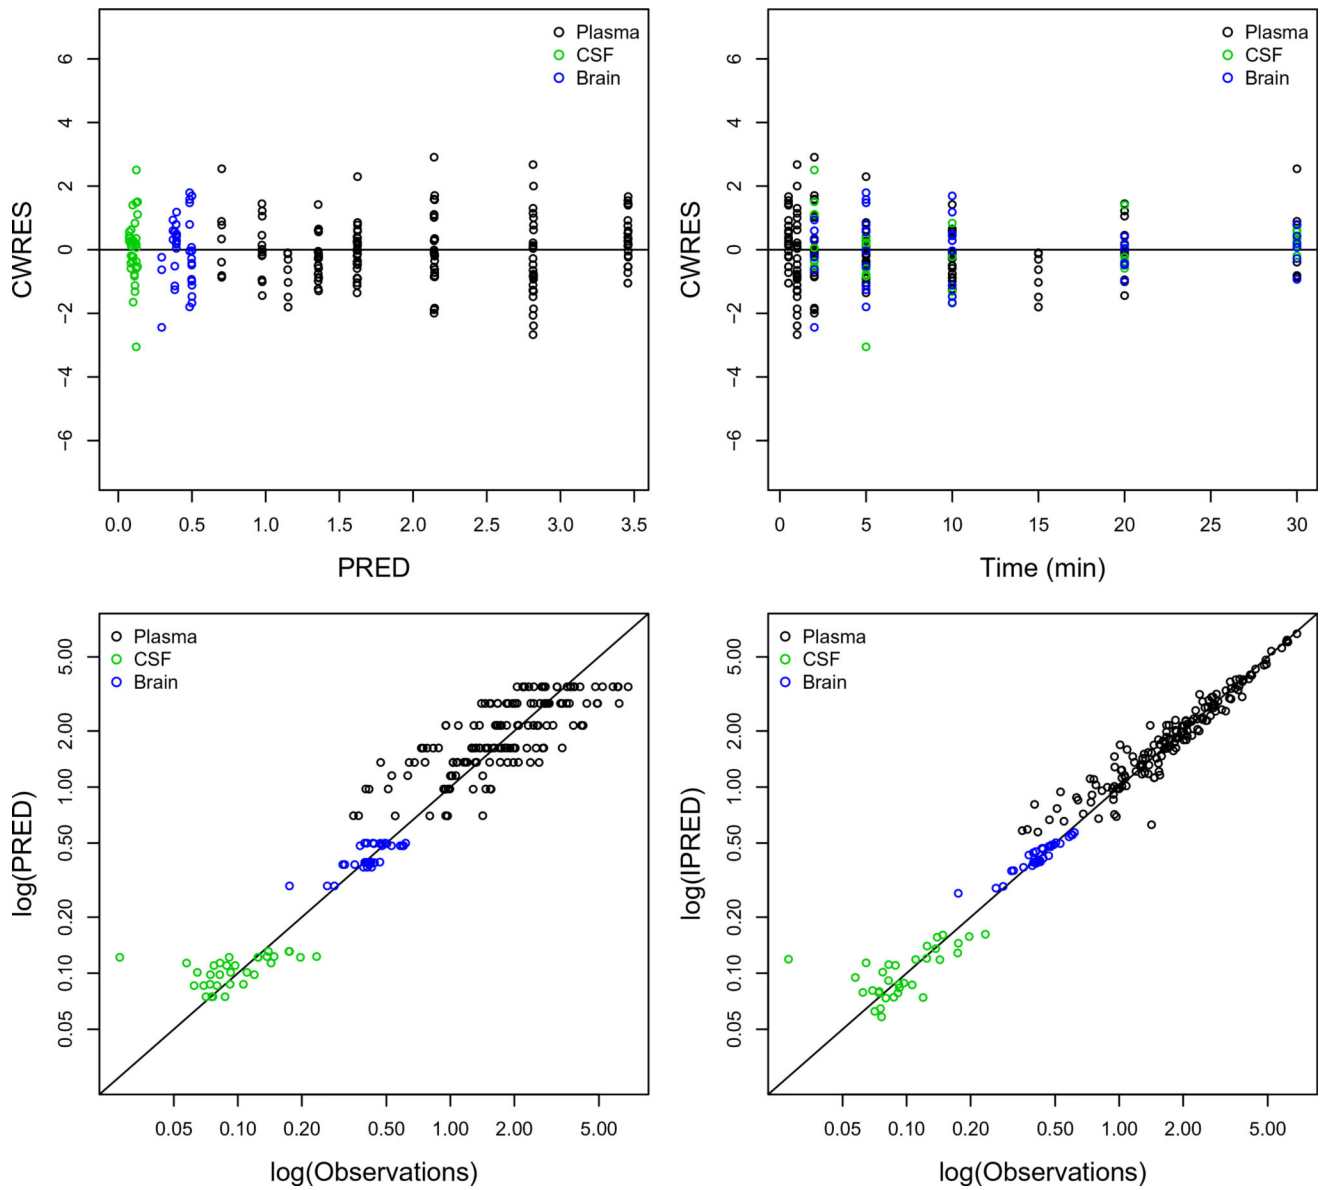 Plasma
CSF
Brain
6
4
2
0
−2
−4
−6
CWRES
0.0 0.5 1.0 1.5 2.0 2.5 3.0 3.5
PRED
Plasma
CSF
Brain
6
4
2
0
−2
−4
−6
CWRES
0 5 10 15 20 25 30
Time (min)
Plasma
CSF
Brain
5.00
2.00
1.00
0.50
0.20
0.10
0.05
log(PRED)
0.05 0.10 0.20 0.50 1.00 2.00 5.00
log(Observations)
Plasma
CSF
Brain
5.00
2.00
1.00
0.50
0.20
0.10
0.05
log(IPRED)
0.05 0.10 0.20 0.50 1.00 2.00 5.00
log(Observations)